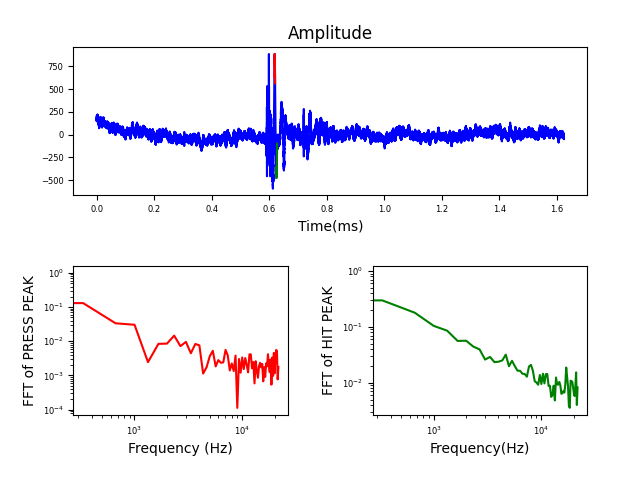 Amplitude
750
500
250
0
−250
−500
0.0 0.2 0.4 0.6 0.8 1.0 1.2 1.4 1.6
Time(ms)
FFT of PRESS PEAK
10⁰
10⁻¹
10⁻²
10⁻³
10⁻⁴
10³ 10⁴
Frequency (Hz)
FFT of HIT PEAK
10⁰
10⁻¹
10⁻²
10³ 10⁴
Frequency(Hz)